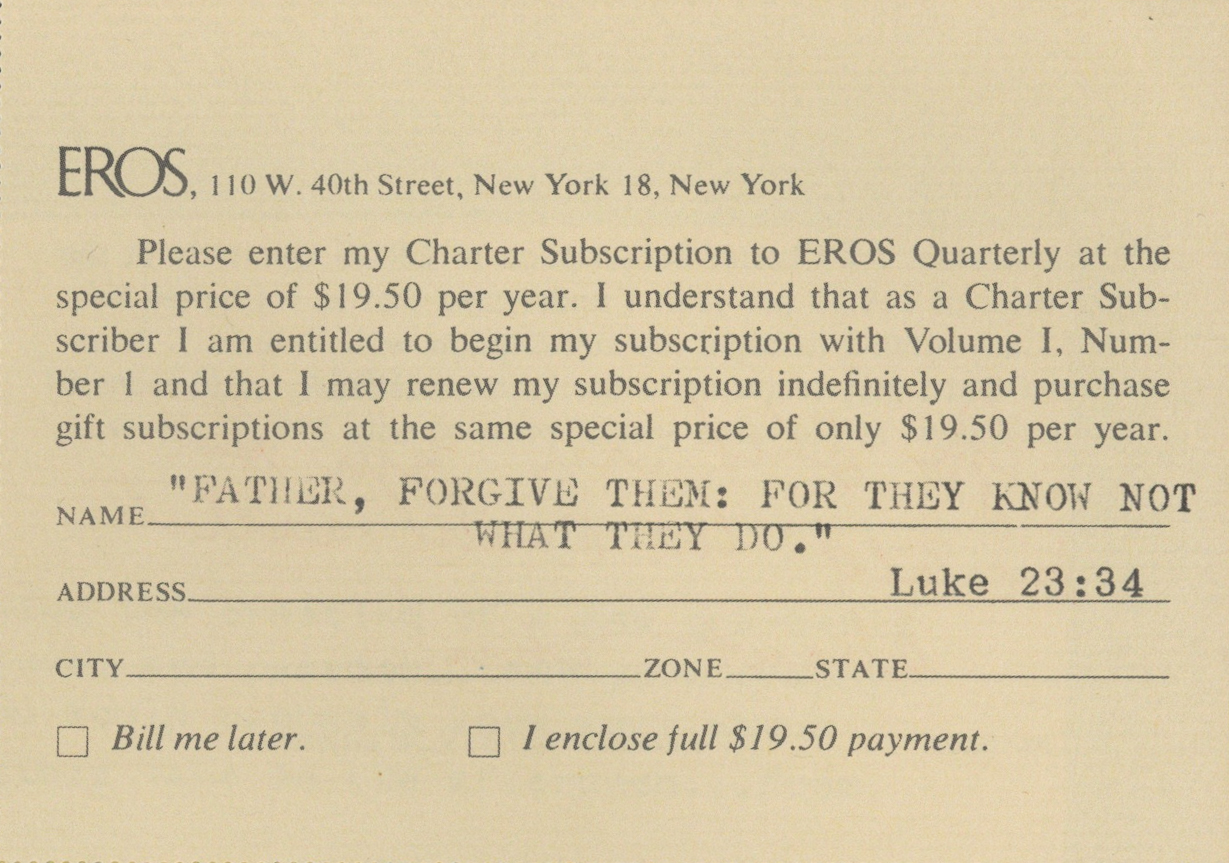 EROS, 110 W. 40th Street, New York 18, New York
Please enter my Charter Subscription to EROS Quarterly at the
special price of $19.50 per year. I understand that as a Charter Sub-
scriber I am entitled to begin my subscription with Volume I, Num-
ber 1 and that I may renew my subscription indefinitely and purchase
gift subscriptions at the same special price of only $19.50 per year.
NAME "FATHER, FORGIVE THEM: FOR THEY KNOW NOT
WHAT THEY DO."
ADDRESS Luke 23:34
CITY ZONE STATE
Bill me later. I enclose full $19.50 payment.